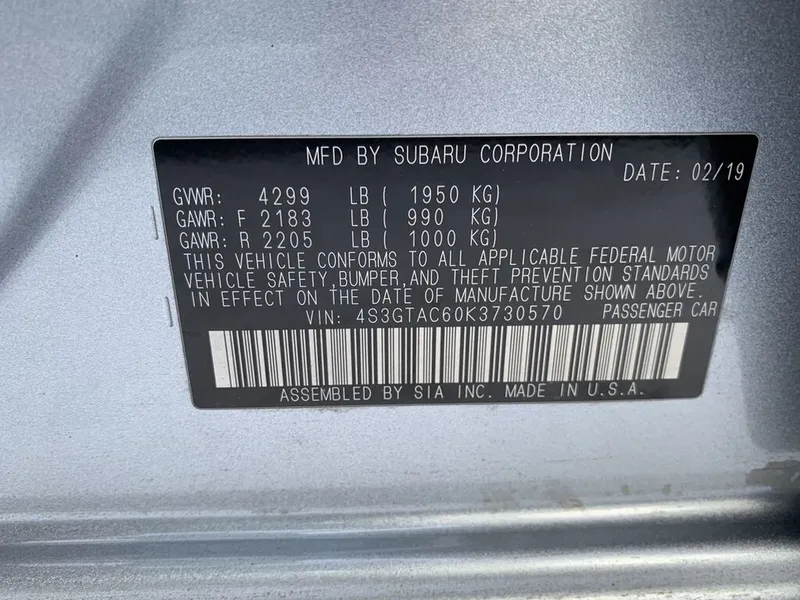 MFD BY SUBARU CORPORATION
DATE: 02/19
GVWR: 4299 LB ( 1950 KG)
GAWR: F 2183 LB ( 990 KG)
GAWR: R 2205 LB ( 1000 KG)
THIS VEHICLE CONFORMS TO ALL APPLICABLE FEDERAL MOTOR
VEHICLE SAFETY,BUMPER,AND THEFT PREVENTION STANDARDS
IN EFFECT ON THE DATE OF MANUFACTURE SHOWN ABOVE.
VIN: 4S3GTAC60K3730570 PASSENGER CAR
ASSEMBLED BY SIA INC. MADE IN U.S.A.